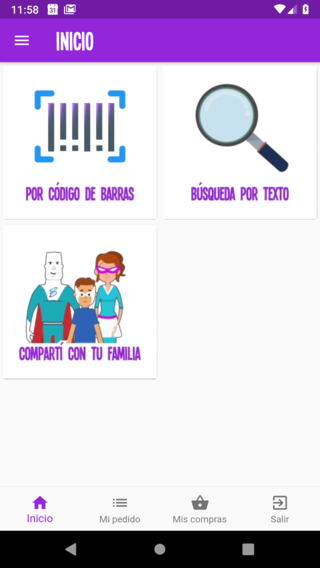 11:58
31
INICIO
POR CÓDIGO DE BARRAS
BÚSQUEDA POR TEXTO
COMPARTÍ CON TU FAMILIA
Inicio
Mi pedido
Mis compras
Salir